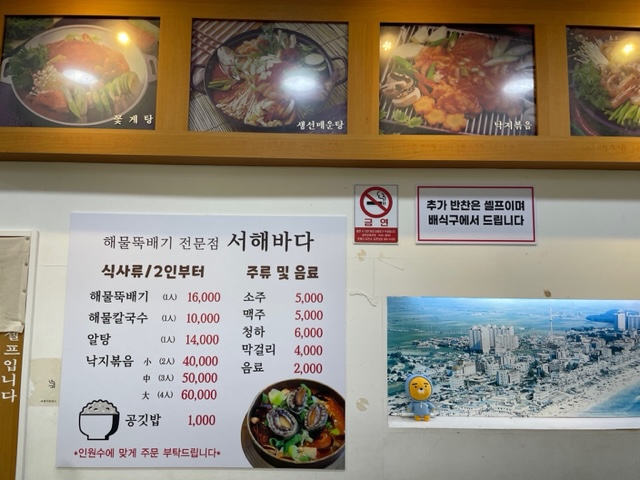 꽃게탕
생선매운탕
낙지볶음
금연
추가 반찬은 셀프이며
배식구에서 드립니다
해물뚝배기 전문점 서해바다
식사류/2인부터
해물뚝배기 (1人) 16,000
해물칼국수 (1人) 10,000
알탕 (1人) 14,000
낙지볶음 小 (2人) 40,000
中 (3人) 50,000
大 (4人) 60,000
공깃밥 1,000
주류 및 음료
소주 5,000
맥주 5,000
청하 6,000
막걸리 4,000
음료 2,000
*인원수에 맞게 주문 부탁드립니다*
셀프입니다